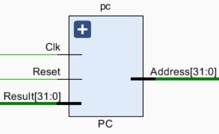 pc
Clk
Reset
Result[31:0]
Address[31:0]
PC